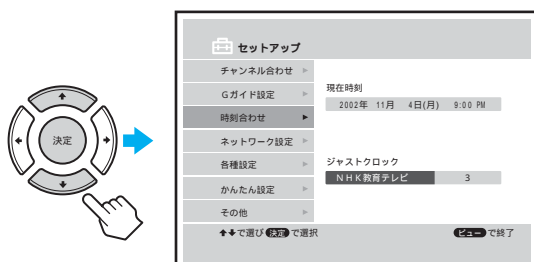 決定
セットアップ
チャンネル合わせ
Gガイド設定
時刻合わせ
ネットワーク設定
各種設定
かんたん設定
その他
現在時刻
2002年 11月 4日(月) 9:00 PM
ジャストクロック
NHK教育テレビ 3
で選び 決定 で選択
ビュー で終了